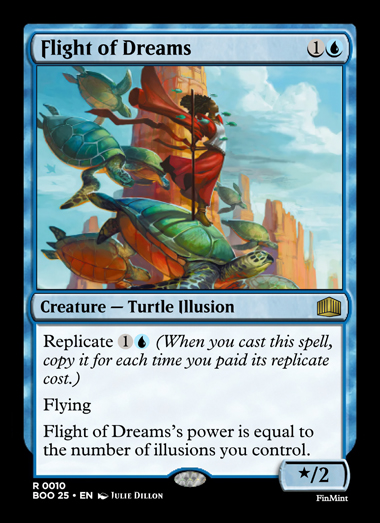 Flight of Dreams 1
Creature — Turtle Illusion
Replicate 1 (When you cast this spell,
copy it for each time you paid its replicate
cost.)
Flying
Flight of Dreams's power is equal to
the number of illusions you control.
★/2
R 0010
BOO 25 • EN JULIE DILLON
FinMint